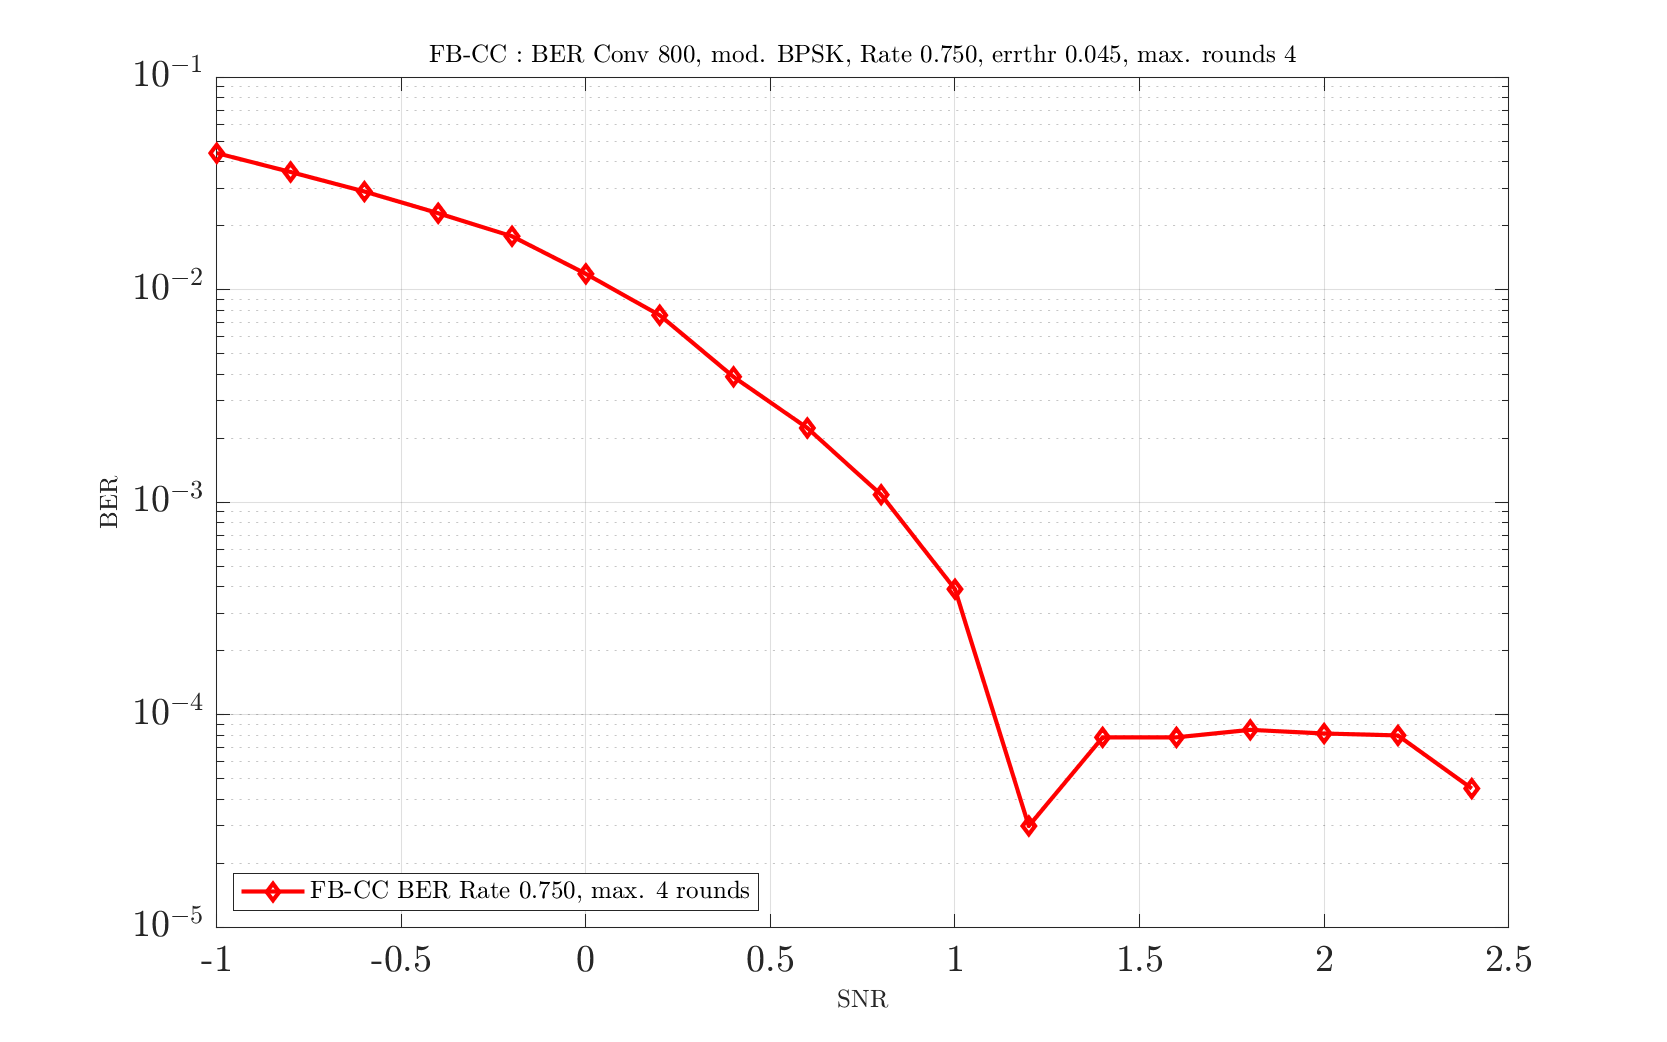 FB-CC : BER Conv 800, mod. BPSK, Rate 0.750, errthr 0.045, max. rounds 4
10⁻¹
10⁻²
10⁻³
10⁻⁴
10⁻⁵
BER
FB-CC BER Rate 0.750, max. 4 rounds
-1 -0.5 0 0.5 1 1.5 2 2.5
SNR